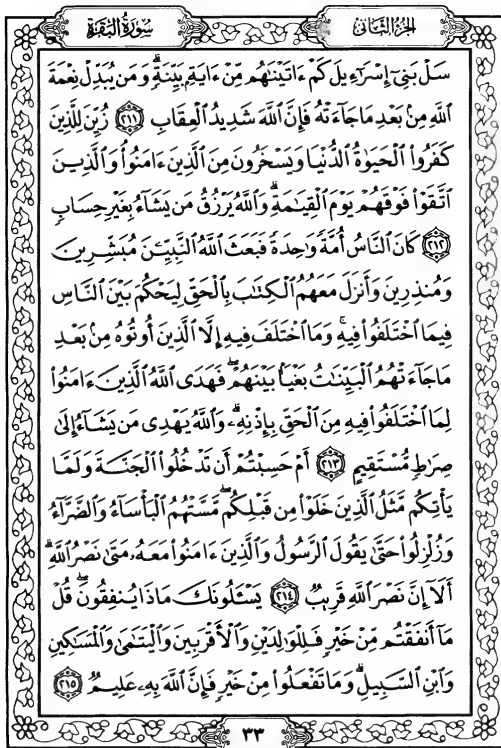 الجزء الثاني
سورة البقرة
سَلْ بَنِىٓ إِسْرَٰٓءِيلَ كَمْ ءَاتَيْنَٰهُم مِّنْ ءَايَةٍۭ بَيِّنَةٍۗ وَمَن يُبَدِّلْ نِعْمَةَ
ٱللَّهِ مِنۢ بَعْدِ مَا جَآءَتْهُ فَإِنَّ ٱللَّهَ شَدِيدُ ٱلْعِقَابِ ٢١١ زُيِّنَ لِلَّذِينَ
كَفَرُوا۟ ٱلْحَيَوٰةُ ٱلدُّنْيَا وَيَسْخَرُونَ مِنَ ٱلَّذِينَ ءَامَنُوا۟ وَٱلَّذِينَ
ٱتَّقَوْا۟ فَوْقَهُمْ يَوْمَ ٱلْقِيَٰمَةِۗ وَٱللَّهُ يَرْزُقُ مَن يَشَآءُ بِغَيْرِ حِسَابٍ
٢١٢ كَانَ ٱلنَّاسُ أُمَّةً وَٰحِدَةً فَبَعَثَ ٱللَّهُ ٱلنَّبِيِّـۧنَ مُبَشِّرِينَ
وَمُنذِرِينَ وَأَنزَلَ مَعَهُمُ ٱلْكِتَٰبَ بِٱلْحَقِّ لِيَحْكُمَ بَيْنَ ٱلنَّاسِ
فِيمَا ٱخْتَلَفُوا۟ فِيهِۚ وَمَا ٱخْتَلَفَ فِيهِ إِلَّا ٱلَّذِينَ أُوتُوهُ مِنۢ بَعْدِ
مَا جَآءَتْهُمُ ٱلْبَيِّنَٰتُ بَغْيًۢا بَيْنَهُمْۖ فَهَدَى ٱللَّهُ ٱلَّذِينَ ءَامَنُوا۟
لِمَا ٱخْتَلَفُوا۟ فِيهِ مِنَ ٱلْحَقِّ بِإِذْنِهِۦۗ وَٱللَّهُ يَهْدِى مَن يَشَآءُ إِلَىٰ
صِرَٰطٍ مُّسْتَقِيمٍ ٢١٣ أَمْ حَسِبْتُمْ أَن تَدْخُلُوا۟ ٱلْجَنَّةَ وَلَمَّا
يَأْتِكُم مَّثَلُ ٱلَّذِينَ خَلَوْا۟ مِن قَبْلِكُمۖ مَّسَّتْهُمُ ٱلْبَأْسَآءُ وَٱلضَّرَّآءُ
وَزُلْزِلُوا۟ حَتَّىٰ يَقُولَ ٱلرَّسُولُ وَٱلَّذِينَ ءَامَنُوا۟ مَعَهُۥ مَتَىٰ نَصْرُ ٱللَّهِۗ
أَلَآ إِنَّ نَصْرَ ٱللَّهِ قَرِيبٌ ٢١٤ يَسْـَٔلُونَكَ مَاذَا يُنفِقُونَۖ قُلْ
مَآ أَنفَقْتُم مِّنْ خَيْرٍ فَلِلْوَٰلِدَيْنِ وَٱلْأَقْرَبِينَ وَٱلْيَتَٰمَىٰ وَٱلْمَسَٰكِينِ
وَٱبْنِ ٱلسَّبِيلِۗ وَمَا تَفْعَلُوا۟ مِنْ خَيْرٍ فَإِنَّ ٱللَّهَ بِهِۦ عَلِيمٌ ٢١٥
٣٣